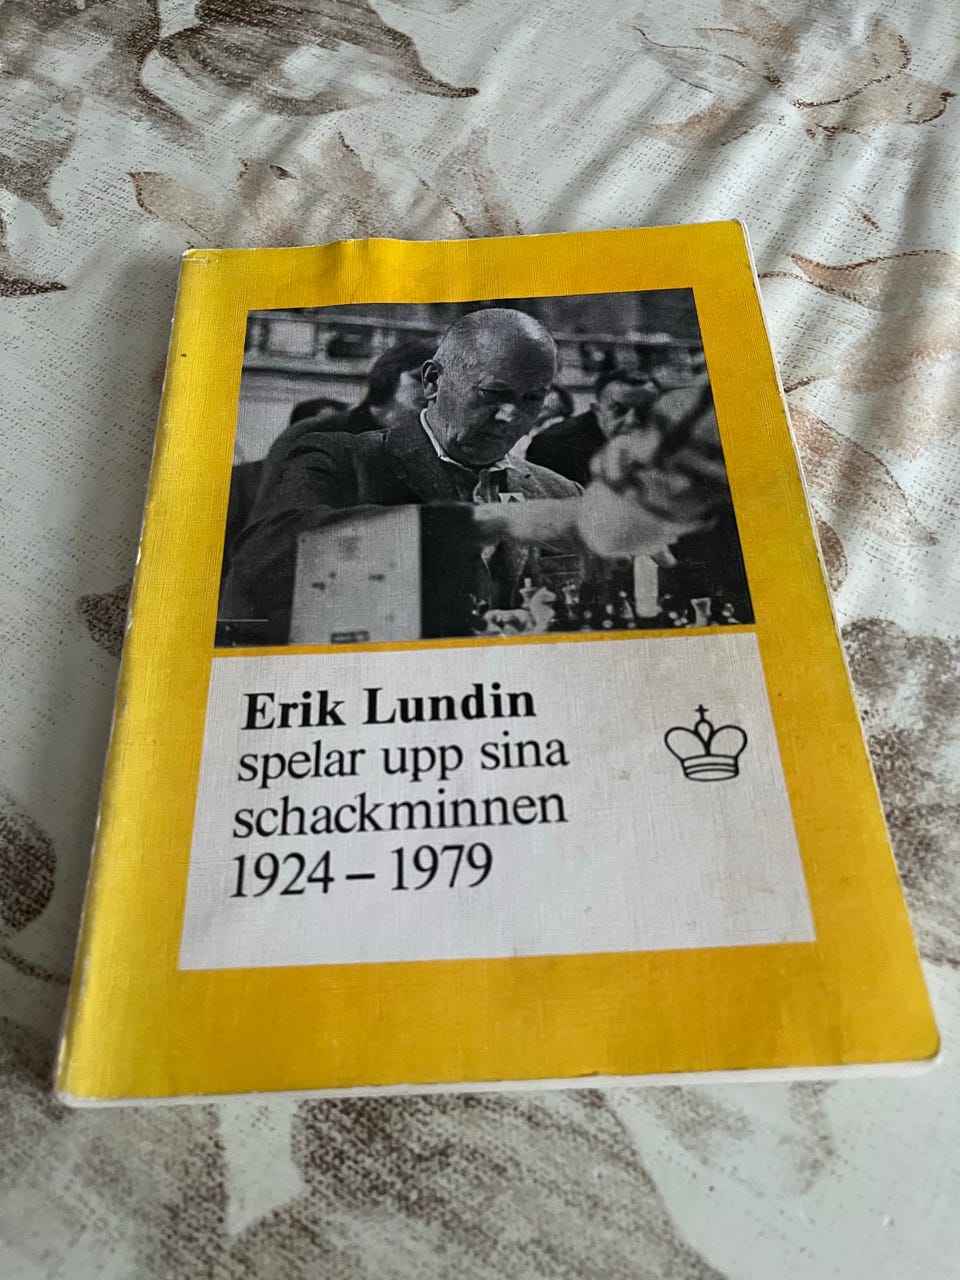 Erik Lundin
spelar upp sina
schackminnen
1924 – 1979